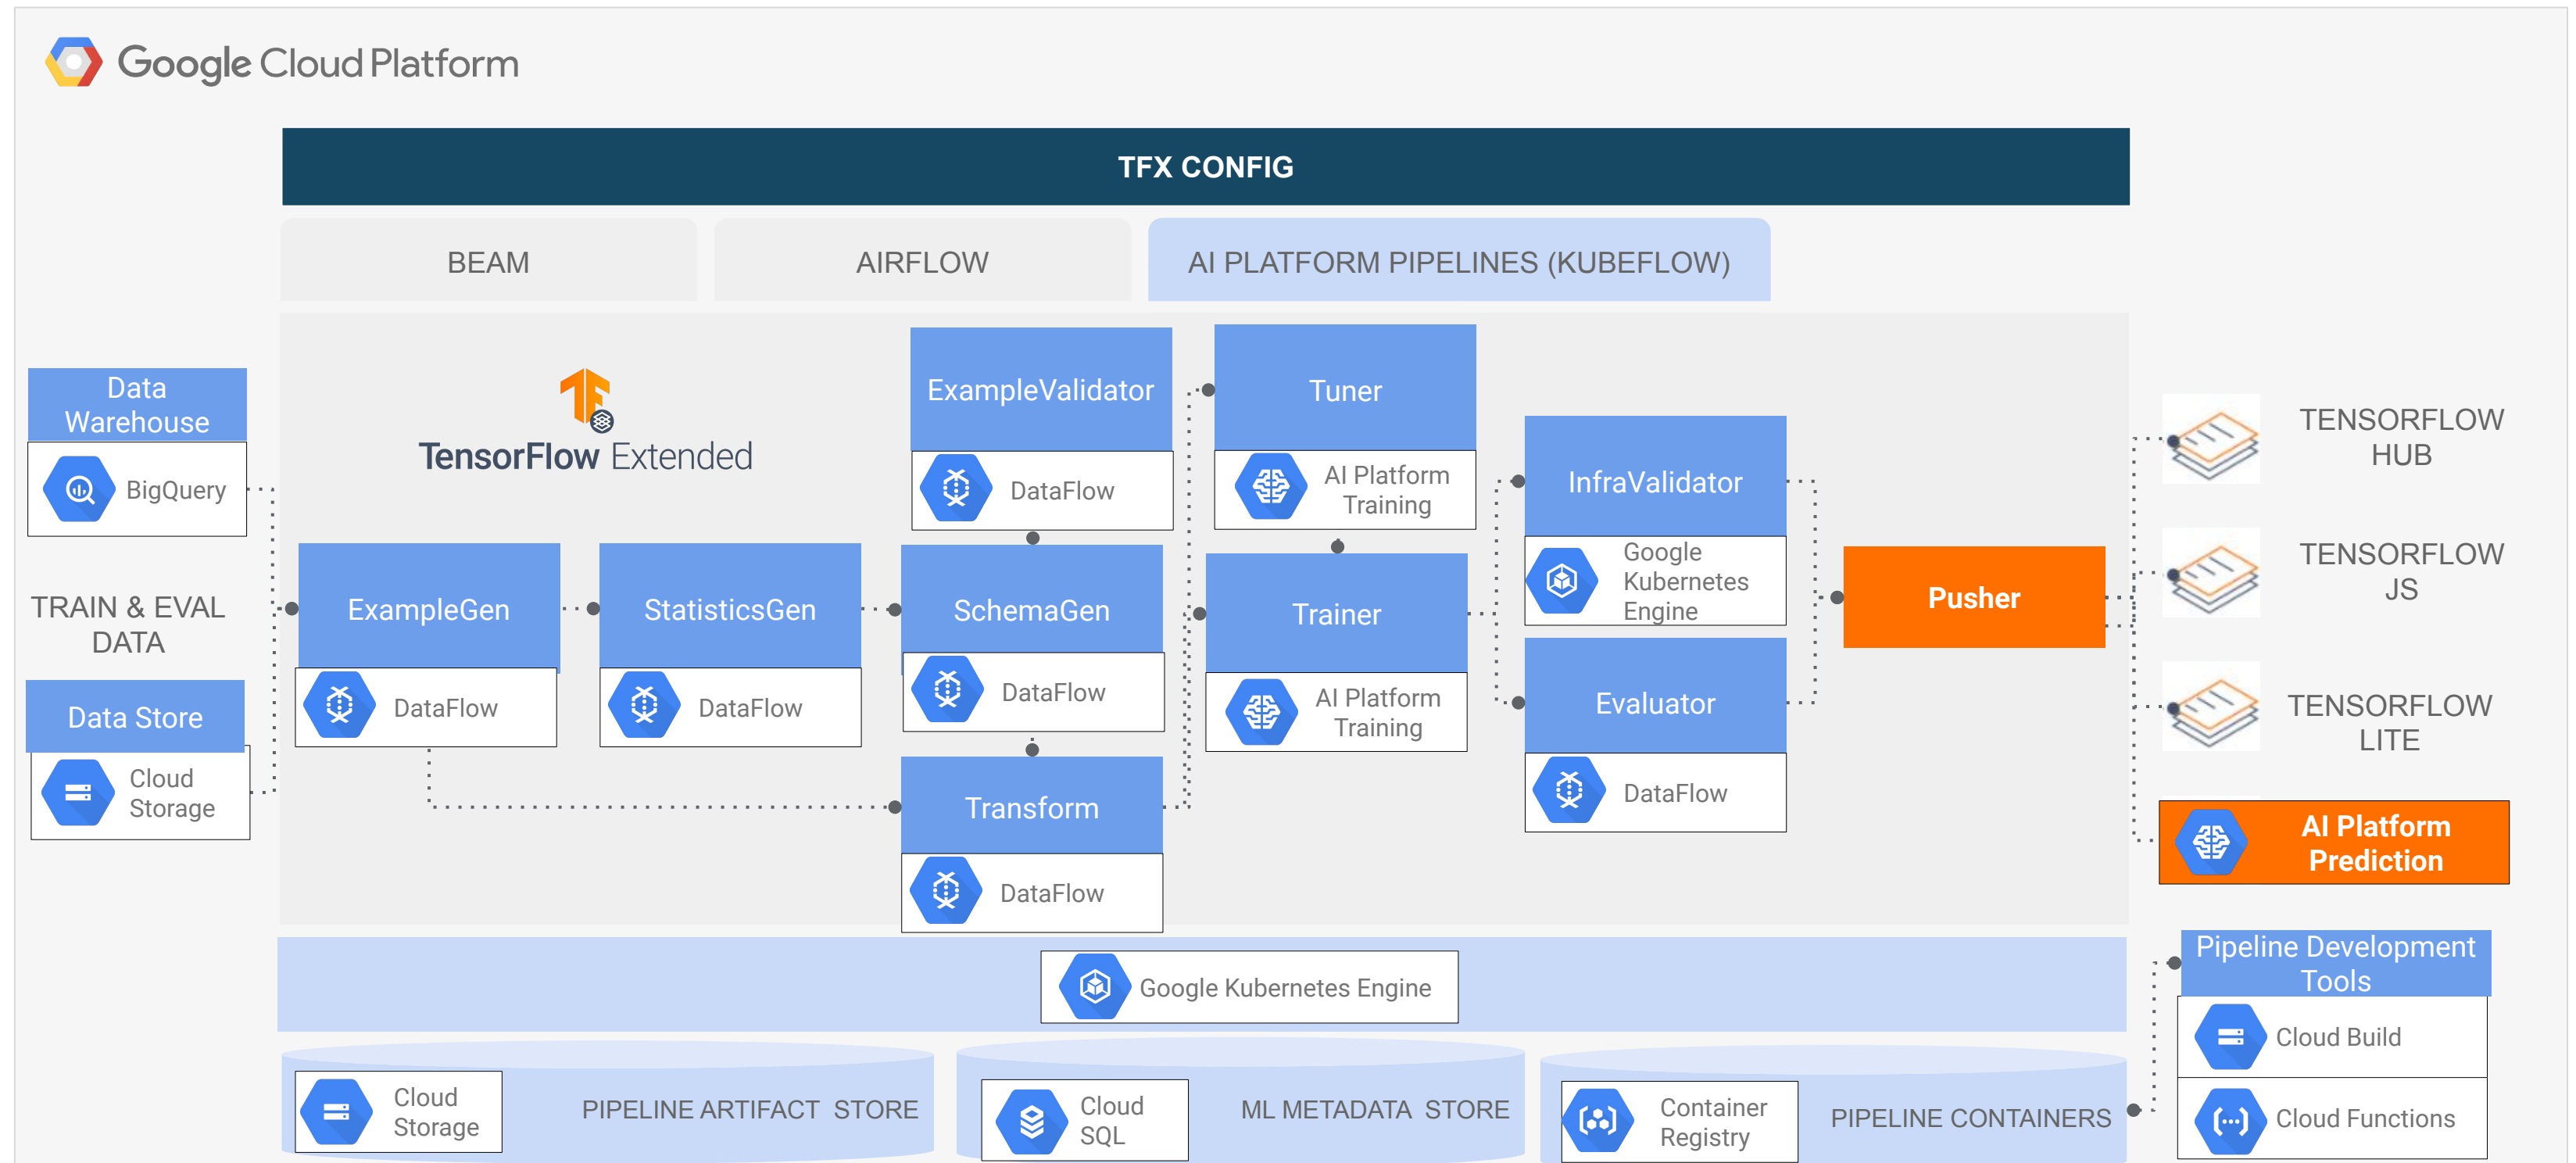 Google Cloud Platform
TFX CONFIG
BEAM
AIRFLOW
AI PLATFORM PIPELINES (KUBEFLOW)
Data
Warehouse
BigQuery
TRAIN & EVAL
DATA
Data Store
Cloud
Storage
TensorFlow Extended
ExampleGen
DataFlow
StatisticsGen
DataFlow
ExampleValidator
DataFlow
SchemaGen
DataFlow
Transform
DataFlow
Tuner
AI Platform
Training
Trainer
AI Platform
Training
InfraValidator
Google
Kubernetes
Engine
Evaluator
DataFlow
Pusher
TENSORFLOW
HUB
TENSORFLOW
JS
TENSORFLOW
LITE
AI Platform
Prediction
Google Kubernetes Engine
Cloud
Storage
PIPELINE ARTIFACT STORE
Cloud
SQL
ML METADATA STORE
Container
Registry
PIPELINE CONTAINERS
Pipeline Development
Tools
Cloud Build
Cloud Functions